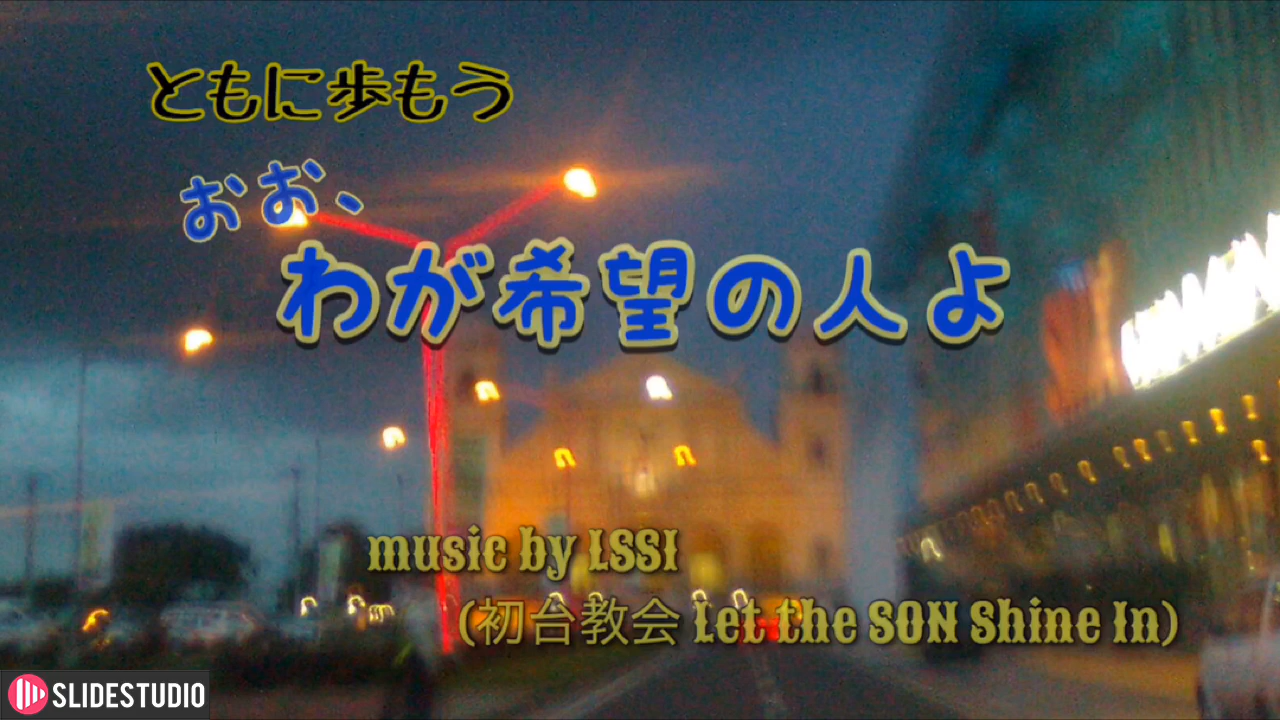 ともに歩もう
おお、
わが希望の人よ
music by LSSI
(初台教会 Let the SON Shine In)
SLIDESTUDIO